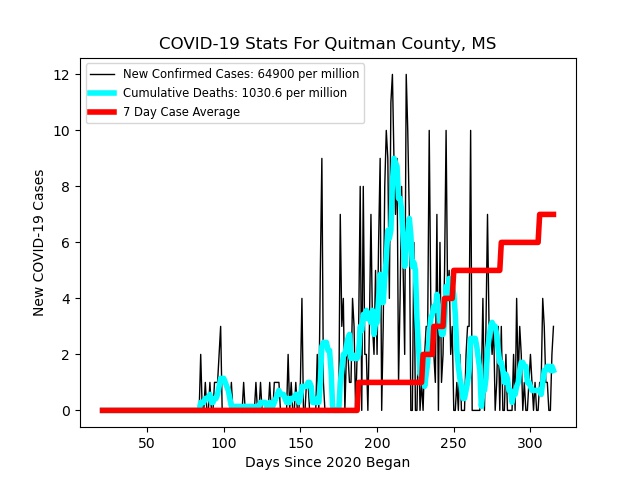 COVID-19 Stats For Quitman County, MS
New Confirmed Cases: 64900 per million
Cumulative Deaths: 1030.6 per million
7 Day Case Average
12
10
8
6
4
2
0
New COVID-19 Cases
50 100 150 200 250 300
Days Since 2020 Began